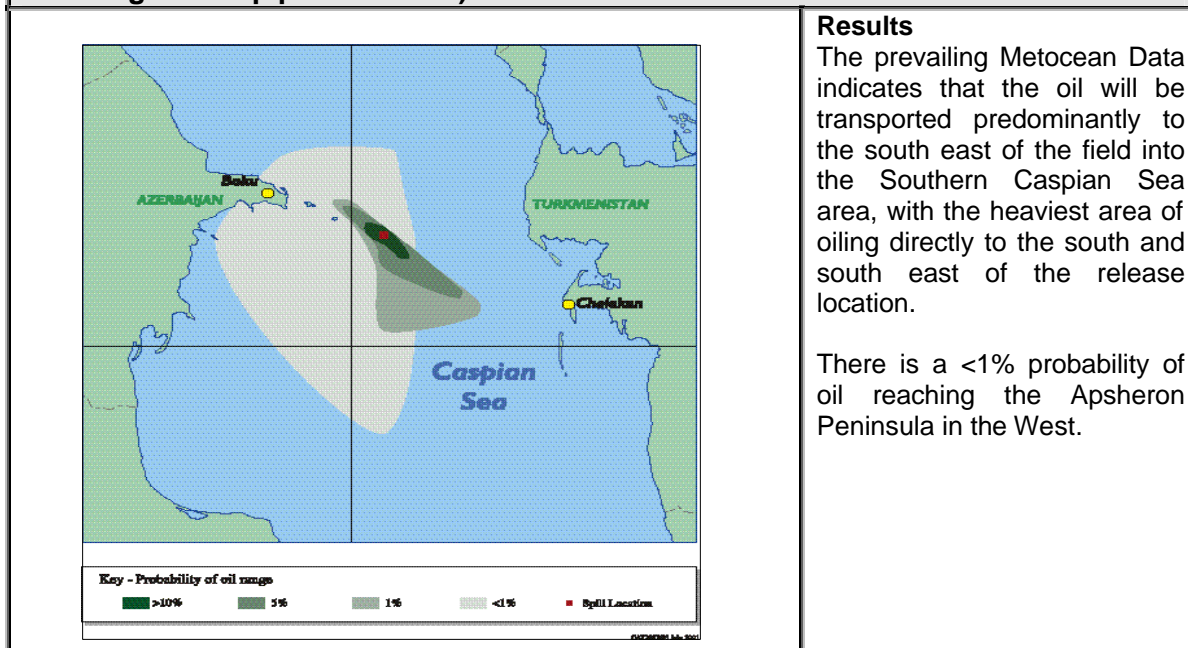 Results
The prevailing Metocean Data
indicates that the oil will be
transported predominantly to
the south east of the field into
the Southern Caspian Sea
area, with the heaviest area of
oiling directly to the south and
south east of the release
location.
There is a <1% probability of
oil reaching the Apsheron
Peninsula in the West.
Baku
AZERBAIJAN
TURKMENISTAN
Cheleken
Caspian
Sea
Key - Probability of oil range
>10% 5% 1% <1% Spill Location